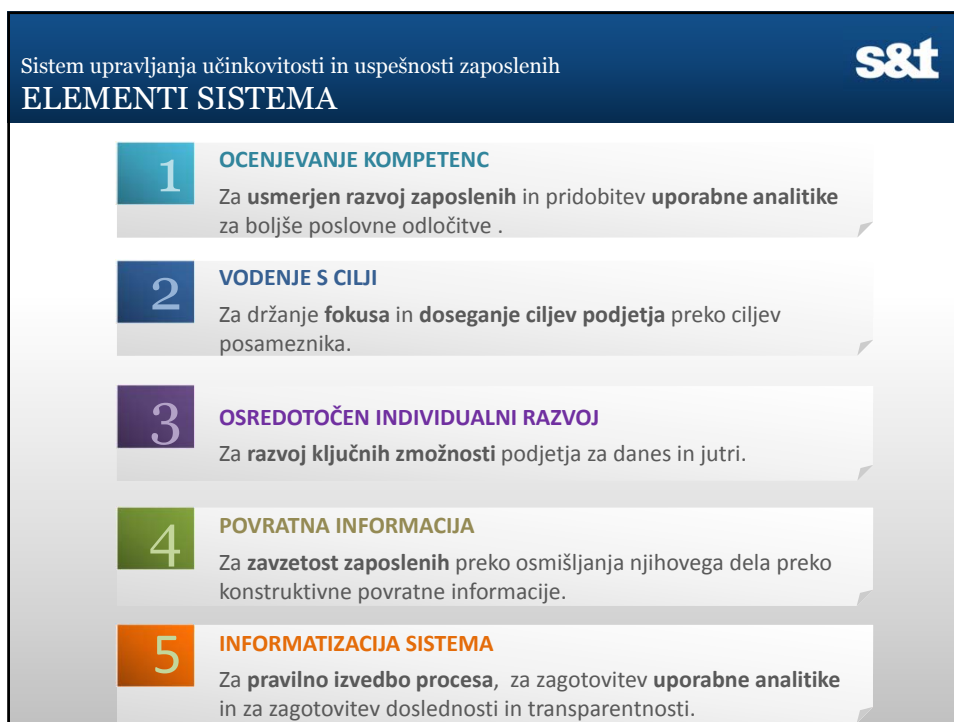 Sistem upravljanja učinkovitosti in uspešnosti zaposlenih
ELEMENTI SISTEMA
s&t
1
OCENJEVANJE KOMPETENC
Za usmerjen razvoj zaposlenih in pridobitev uporabne analitike
za boljše poslovne odločitve .
2
VODENJE S CILJI
Za držanje fokusa in doseganje ciljev podjetja preko ciljev
posameznika.
3
OSREDOTOČEN INDIVIDUALNI RAZVOJ
Za razvoj ključnih zmožnosti podjetja za danes in jutri.
4
POVRATNA INFORMACIJA
Za zavzetost zaposlenih preko osmišljanja njihovega dela preko
konstruktivne povratne informacije.
5
INFORMATIZACIJA SISTEMA
Za pravilno izvedbo procesa, za zagotovitev uporabne analitike
in za zagotovitev doslednosti in transparentnosti.